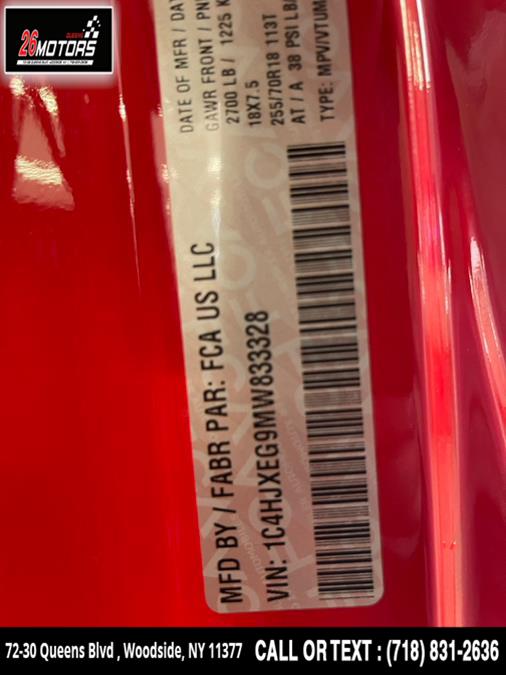 QUEENS
26MOTORS
DATE OF MFR / DAT
GAWR FRONT / PN
2700 LB / 1225 K
18X7.5
255/70R18 113T
AT / A 38 PSI LB
TYPE: MPV/VTUM
MFD BY / FABR PAR: FCA US LLC
VIN: 1C4HJXEG9MW833328
72-30 Queens Blvd , Woodside, NY 11377
CALL OR TEXT : (718) 831-2636